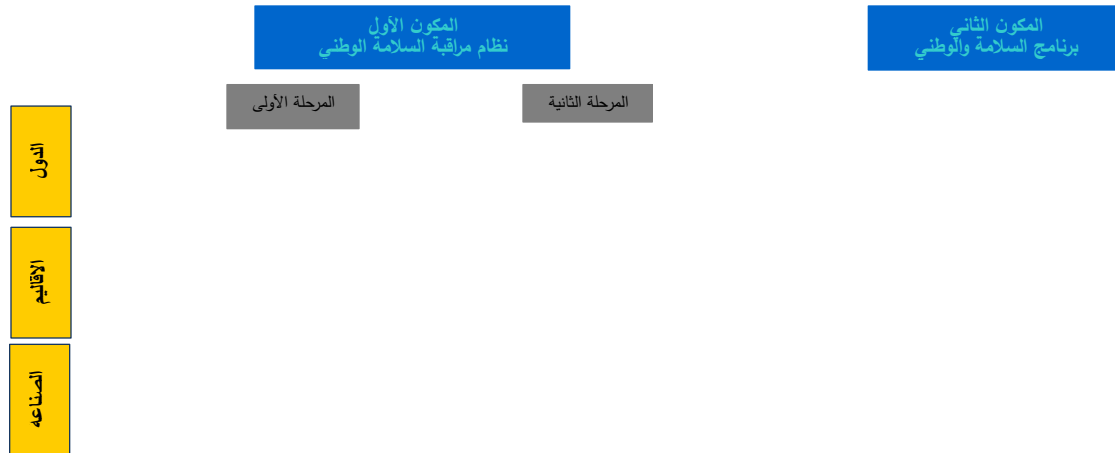 المكون الأول
نظام مراقبة السلامة الوطني
المكون الثاني
برنامج السلامة والوطني
المرحلة الأولى
المرحلة الثانية
الدول
الاقاليم
الصناعه